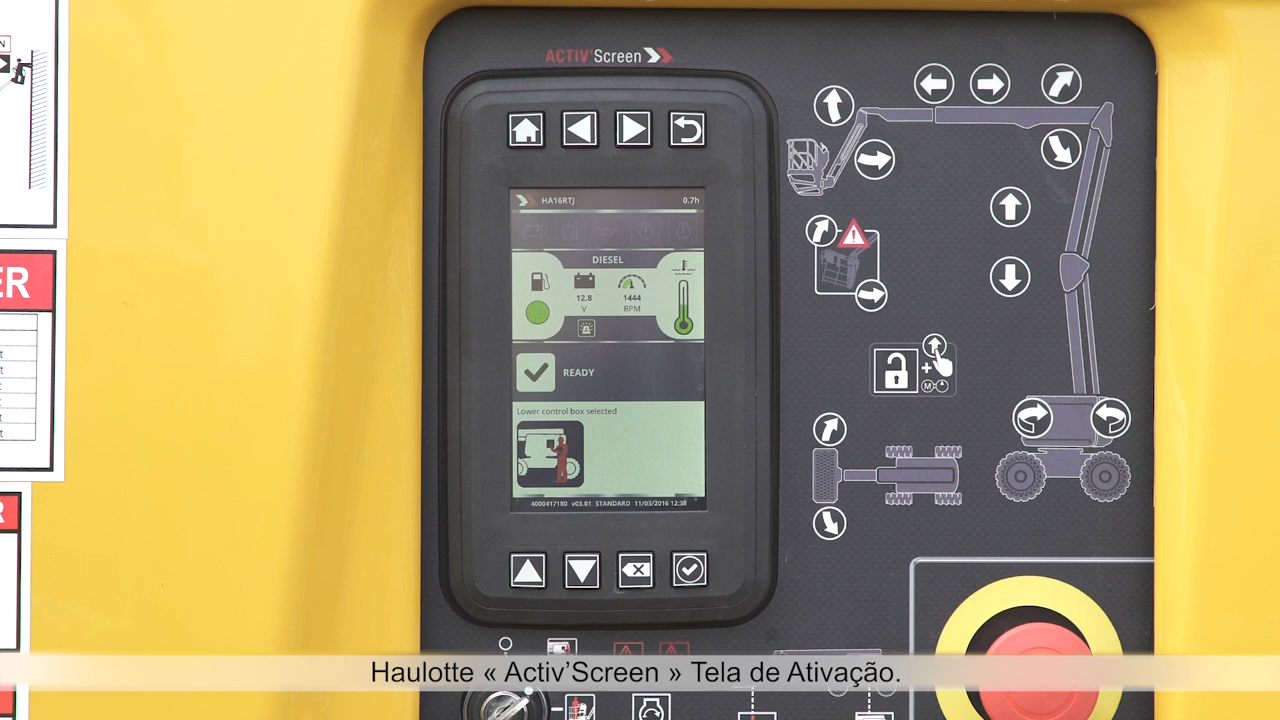 N
ER
R
ACTIV'Screen
HA16RTJ 0.7h
DIESEL
12.8 1444
V RPM
READY
Lower control box selected
4000417180 v03.01 STANDARD 11/03/2016 12:38
+
M
Haulotte « Activ’Screen » Tela de Ativação.